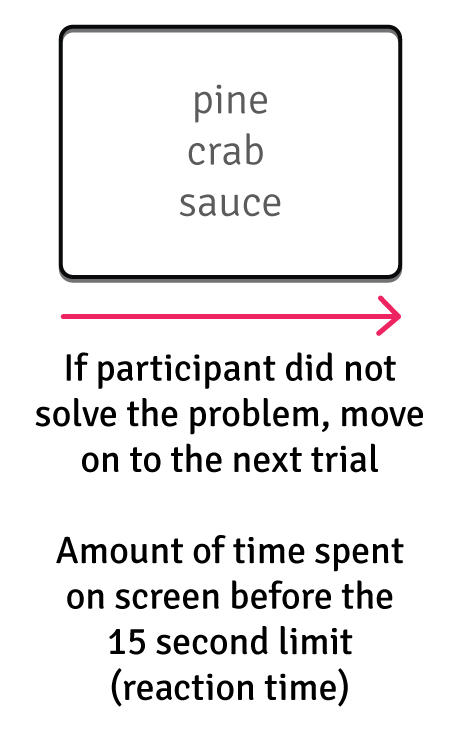 pine
crab
sauce
If participant did not
solve the problem, move
on to the next trial
Amount of time spent
on screen before the
15 second limit
(reaction time)